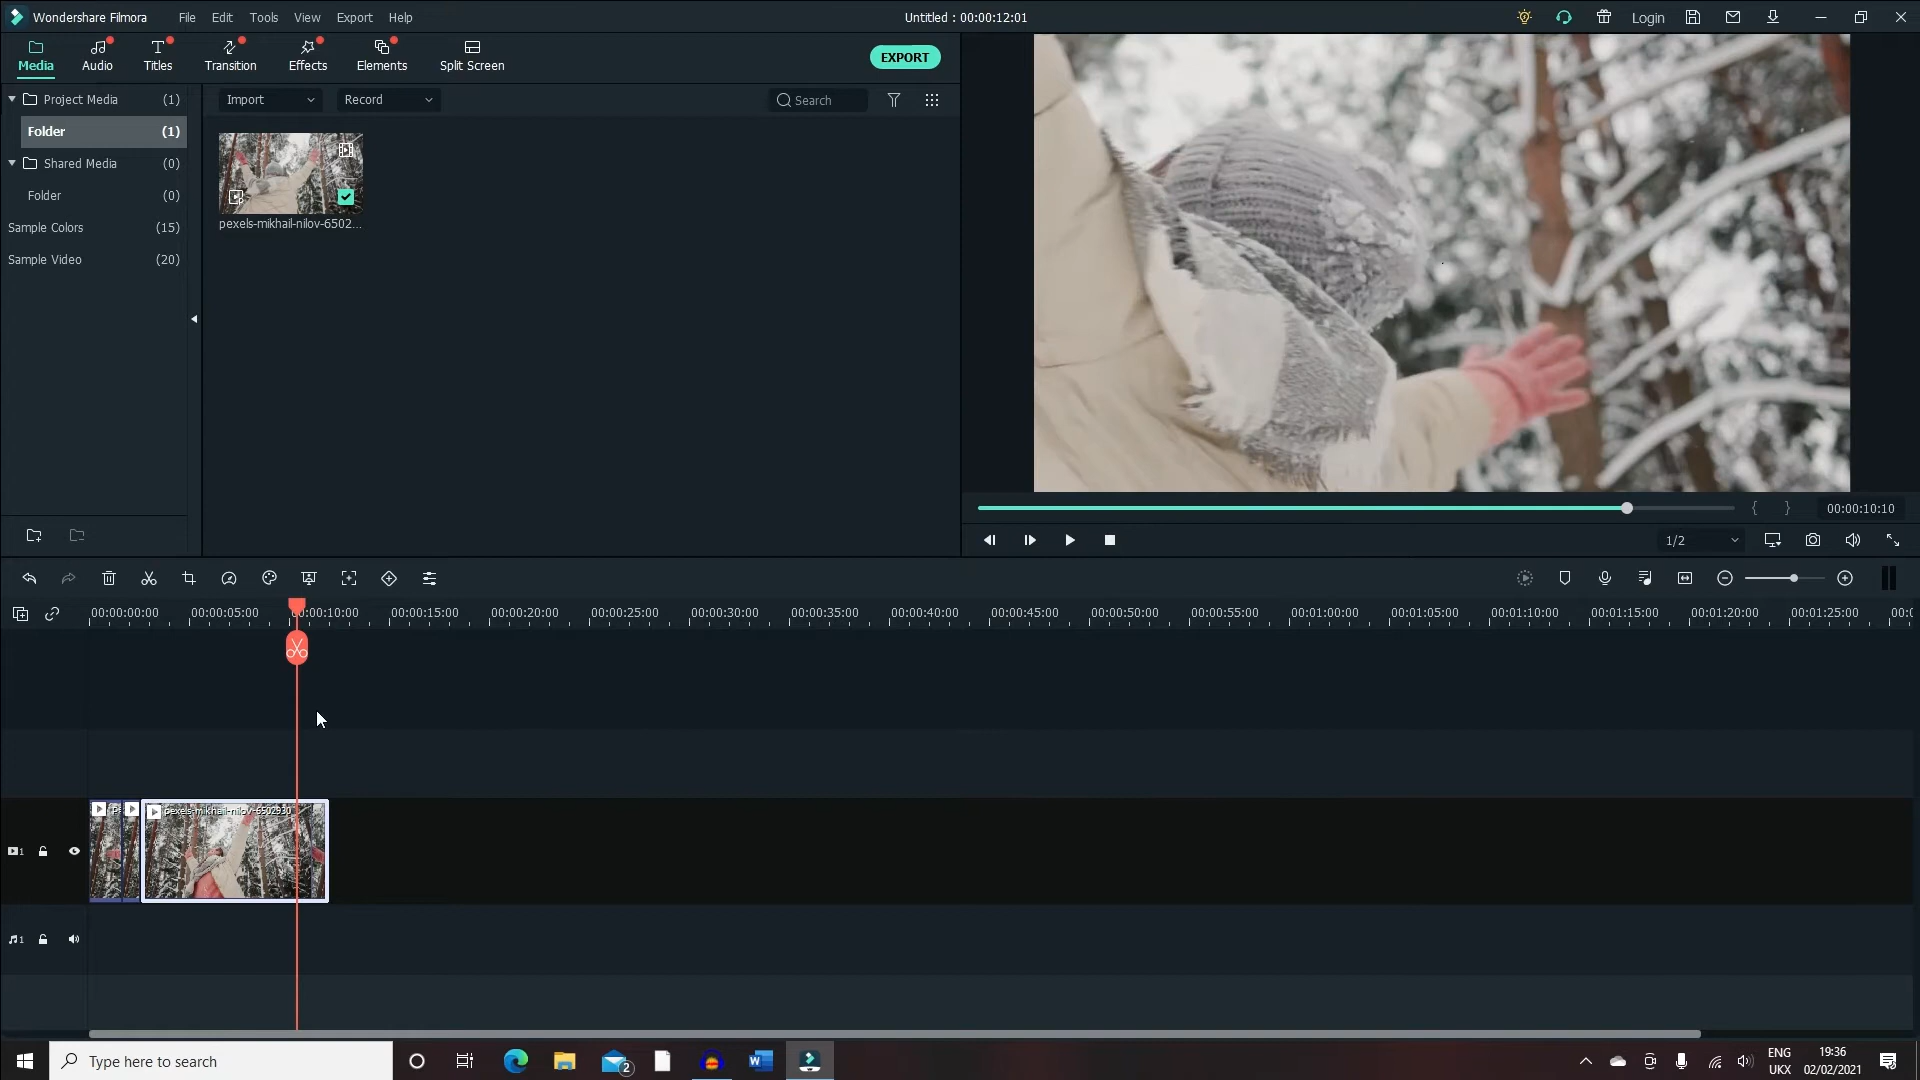 Wondershare Filmora File Edit Tools View Export Help Untitled : 00:00:12:01 Login
Media Audio Titles Transition Effects Elements Split Screen EXPORT
Project Media (1) Import Record Search
Folder (1)
Shared Media (0)
Folder (0)
pexels-mikhail-nilov-6502...
Sample Colors (15)
Sample Video (20)
00:00:10:10
1/2
00:00:00:00 00:00:05:00 00:00:10:00 00:00:15:00 00:00:20:00 00:00:25:00 00:00:30:00 00:00:35:00 00:00:40:00 00:00:45:00 00:00:50:00 00:00:55:00 00:01:00:00 00:01:05:00 00:01:10:00 00:01:15:00 00:01:20:00 00:01:25:00
pexels-mikhail-nilov-6502930
1
1
Type here to search 2 ENG 19:36
UKX 02/02/2021